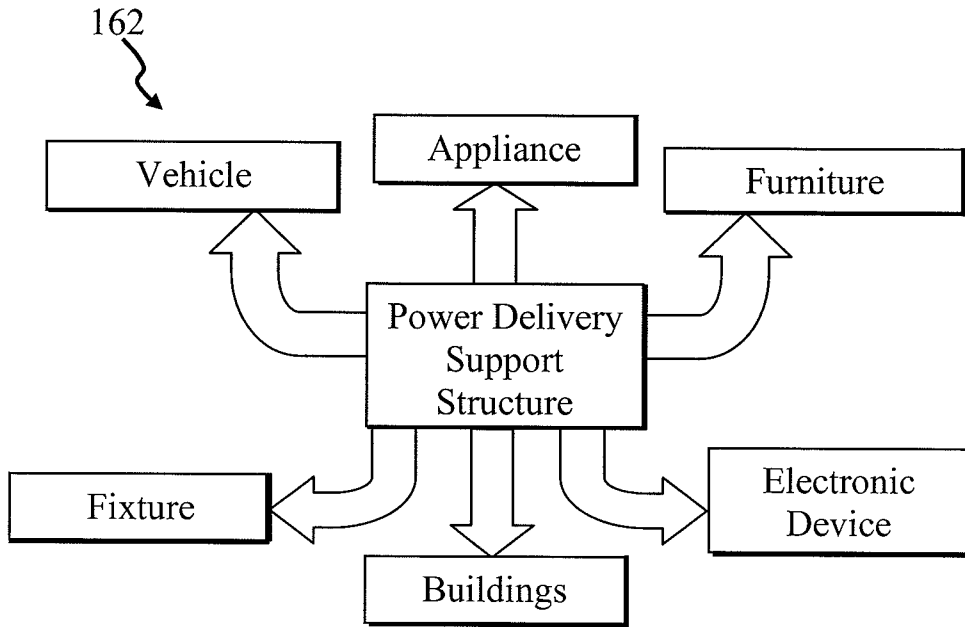 162
Vehicle
Appliance
Furniture
Power Delivery
Support
Structure
Fixture
Buildings
Electronic
Device